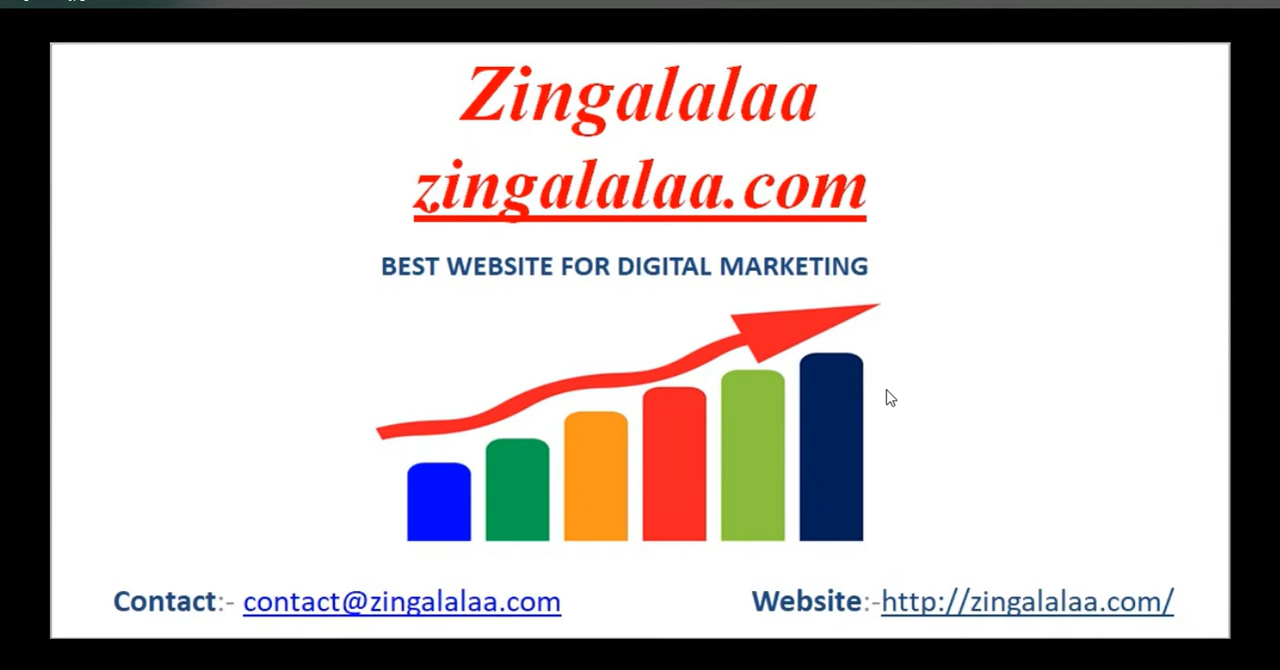 Zingalalaa
zingalalaa.com
BEST WEBSITE FOR DIGITAL MARKETING
Contact:- contact@zingalalaa.com
Website:-http://zingalalaa.com/